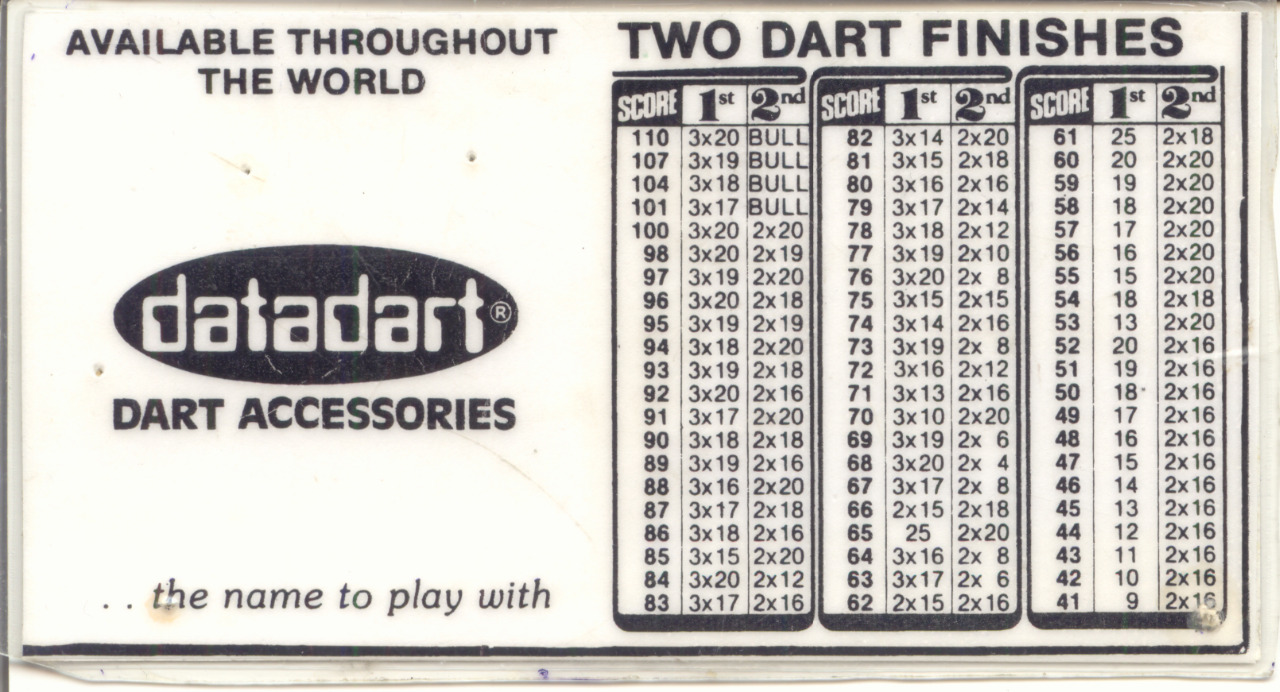 AVAILABLE THROUGHOUT
THE WORLD
datadart®
DART ACCESSORIES
. . the name to play with
TWO DART FINISHES
SCORE 1st 2nd
110 3x20 BULL
107 3x19 BULL
104 3x18 BULL
101 3x17 BULL
100 3x20 2x20
98 3x20 2x19
97 3x19 2x20
96 3x20 2x18
95 3x19 2x19
94 3x18 2x20
93 3x19 2x18
92 3x20 2x16
91 3x17 2x20
90 3x18 2x18
89 3x19 2x16
88 3x16 2x20
87 3x17 2x18
86 3x18 2x16
85 3x15 2x20
84 3x20 2x12
83 3x17 2x16
SCORE 1st 2nd
82 3x14 2x20
81 3x15 2x18
80 3x16 2x16
79 3x17 2x14
78 3x18 2x12
77 3x19 2x10
76 3x20 2x 8
75 3x15 2x15
74 3x14 2x16
73 3x19 2x 8
72 3x16 2x12
71 3x13 2x16
70 3x10 2x20
69 3x19 2x 6
68 3x20 2x 4
67 3x17 2x 8
66 2x15 2x18
65 25 2x20
64 3x16 2x 8
63 3x17 2x 6
62 2x15 2x16
SCORE 1st 2nd
61 25 2x18
60 20 2x20
59 19 2x20
58 18 2x20
57 17 2x20
56 16 2x20
55 15 2x20
54 18 2x18
53 13 2x20
52 20 2x16
51 19 2x16
50 18 2x16
49 17 2x16
48 16 2x16
47 15 2x16
46 14 2x16
45 13 2x16
44 12 2x16
43 11 2x16
42 10 2x16
41 9 2x16